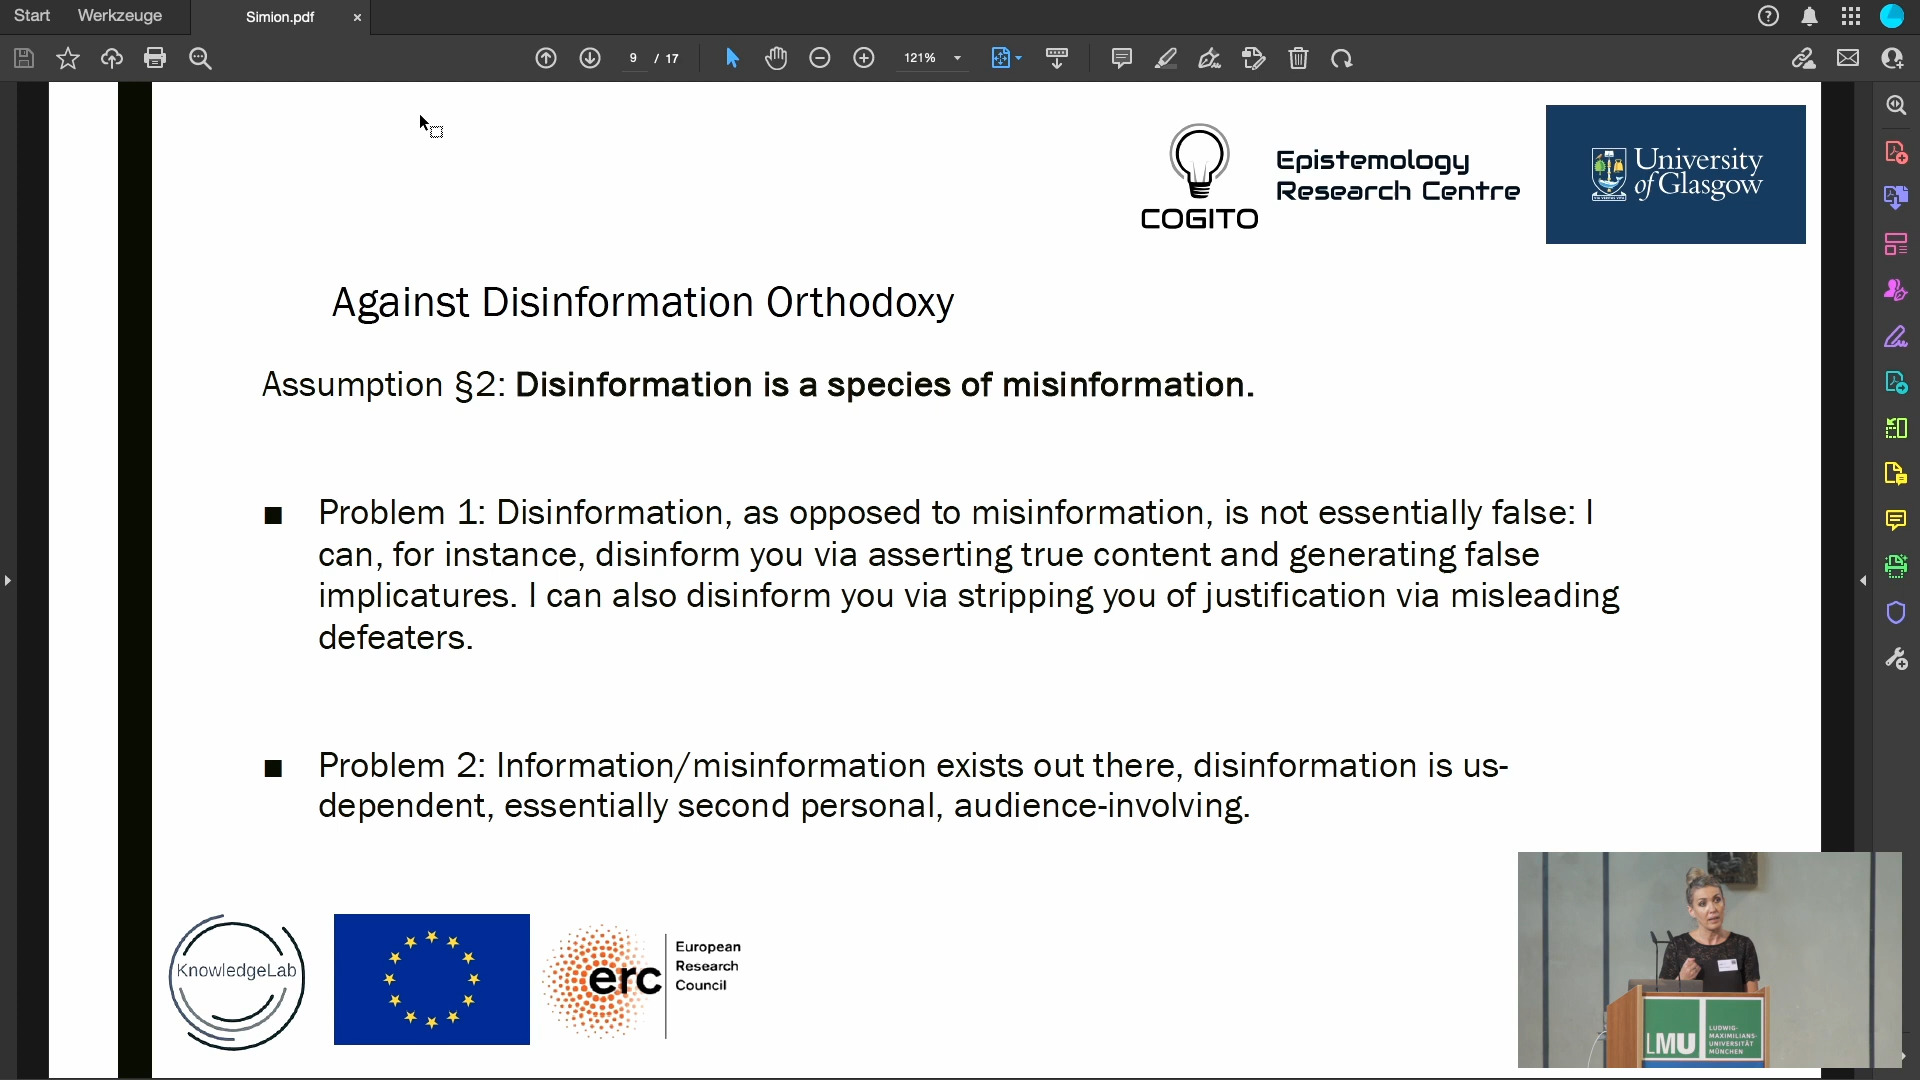 Start Werkzeuge Simion.pdf ×
9 / 17 121%
COGITO
Epistemology
Research Centre
University
of Glasgow
Against Disinformation Orthodoxy
Assumption §2: Disinformation is a species of misinformation.
■ Problem 1: Disinformation, as opposed to misinformation, is not essentially false: I
can, for instance, disinform you via asserting true content and generating false
implicatures. I can also disinform you via stripping you of justification via misleading
defeaters.
■ Problem 2: Information/misinformation exists out there, disinformation is us-
dependent, essentially second personal, audience-involving.
KnowledgeLab
erc
European
Research
Council
LMU
LUDWIG-
MAXIMILIANS-
UNIVERSITÄT
MÜNCHEN